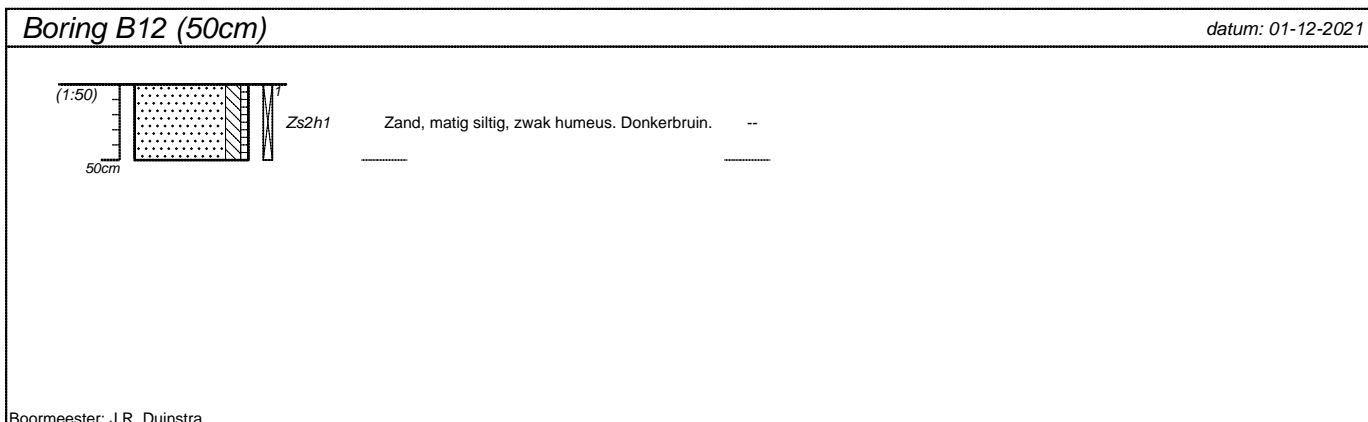 Boring B12 (50cm) datum: 01-12-2021
(1:50) 1
Zs2h1 Zand, matig siltig, zwak humeus. Donkerbruin. --
50cm
Boormeester: J.R. Duinstra